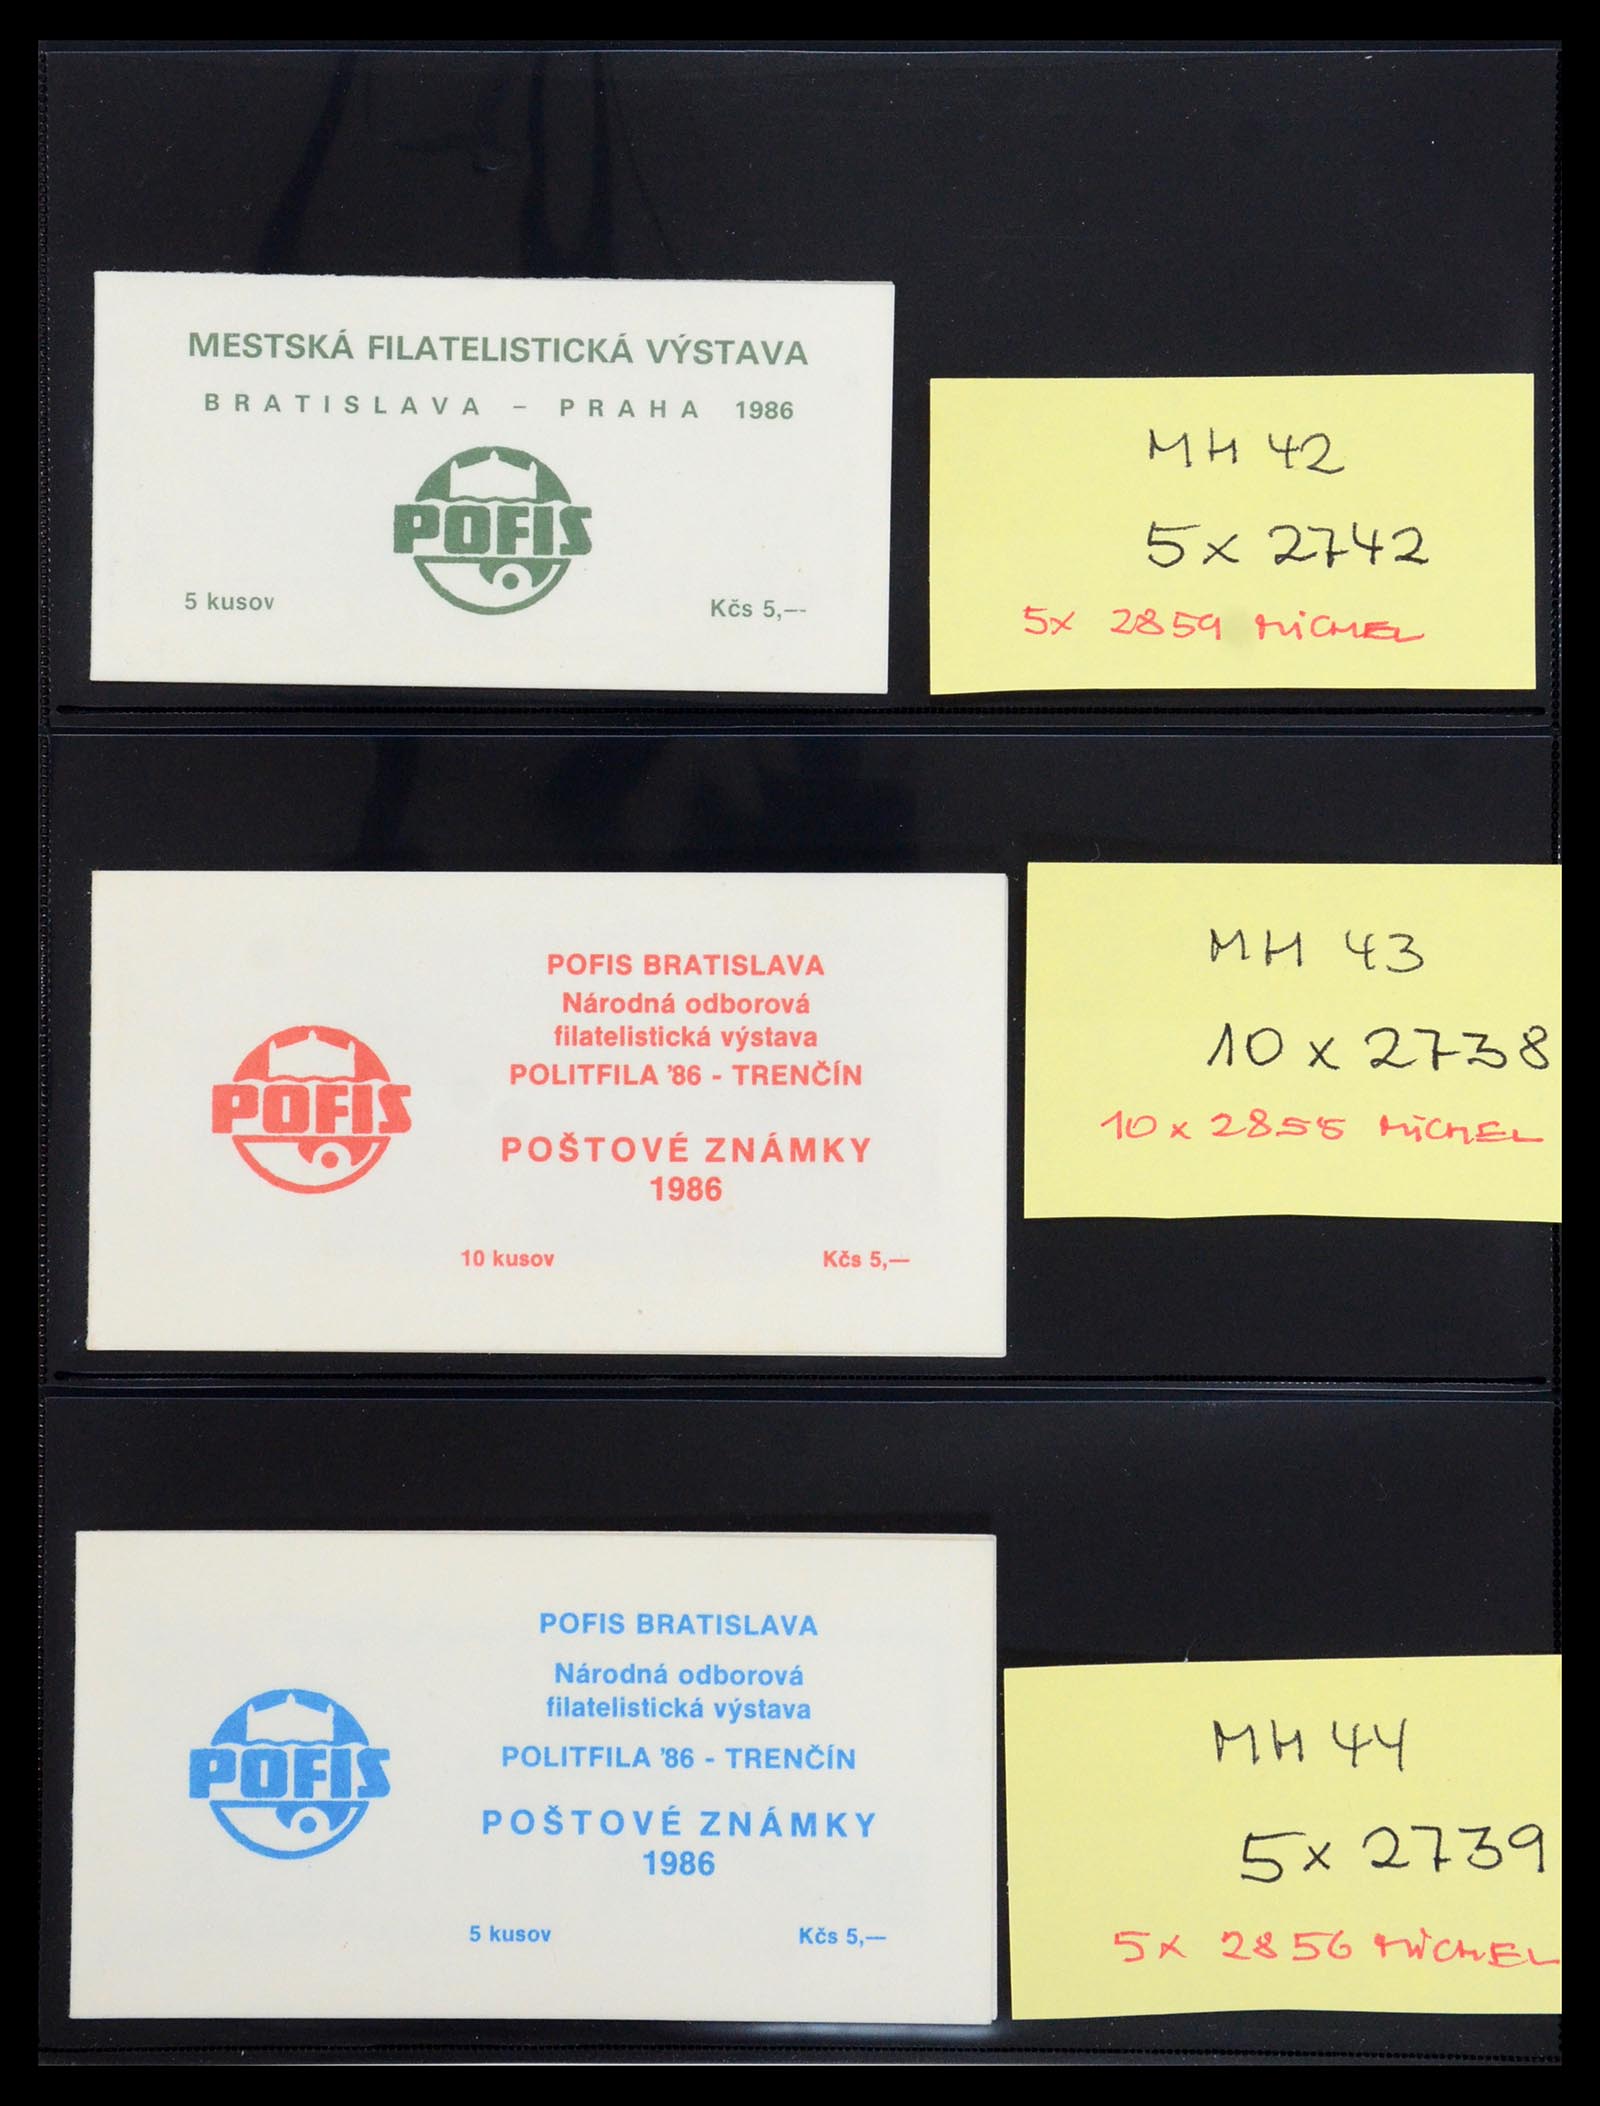 MESTSKÁ FILATELISTICKÁ VÝSTAVA
BRATISLAVA – PRAHA 1986
POFIS
5 kusov
Kčs 5,—
MH 42
5x 2742
5x 2859 MICHEL
POFIS BRATISLAVA
Národná odborová
filatelistická výstava
POLITFILA '86 - TRENČÍN
POFIS
POŠTOVÉ ZNÁMKY
1986
10 kusov
Kčs 5,—
MH 43
10 x 2738
10 x 2855 MICHEL
POFIS BRATISLAVA
Národná odborová
filatelistická výstava
POLITFILA '86 - TRENČÍN
POFIS
POŠTOVÉ ZNÁMKY
1986
5 kusov
Kčs 5,—
MH 44
5x 2739
5x 2856 MICHEL